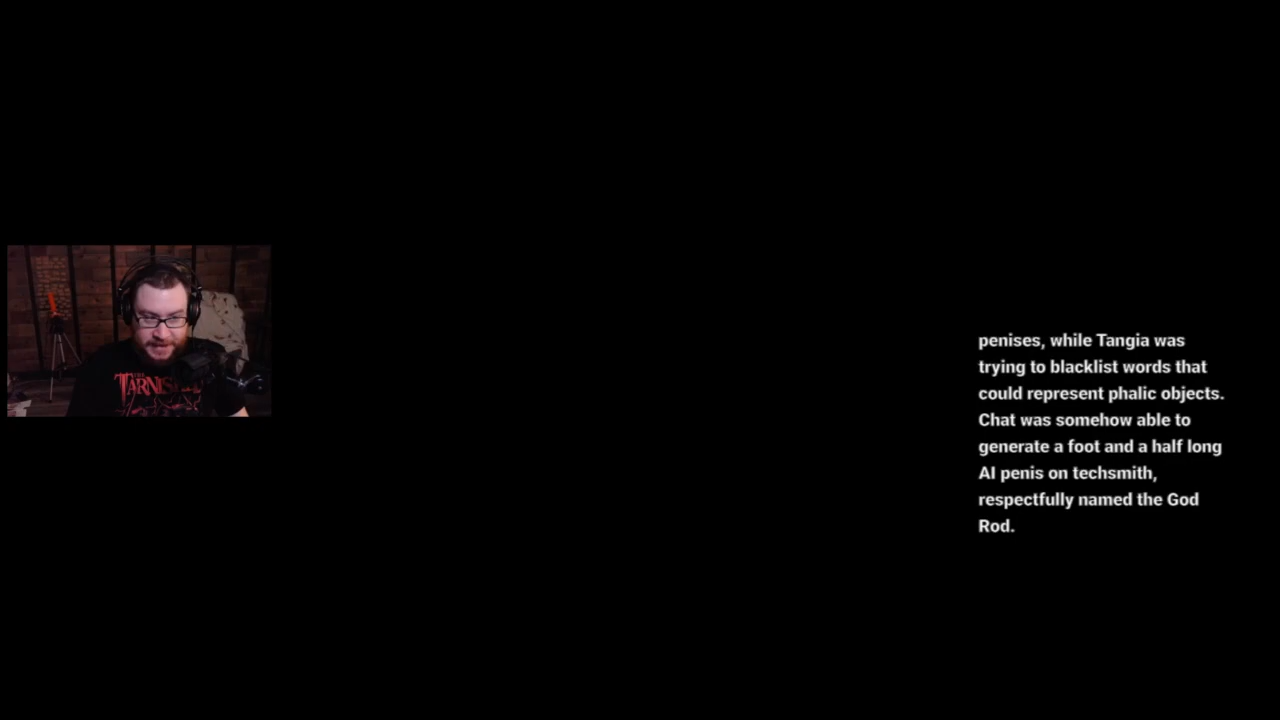 TARNIS
penises, while Tangia was
trying to blacklist words that
could represent phalic objects.
Chat was somehow able to
generate a foot and a half long
AI penis on techsmith,
respectfully named the God
Rod.